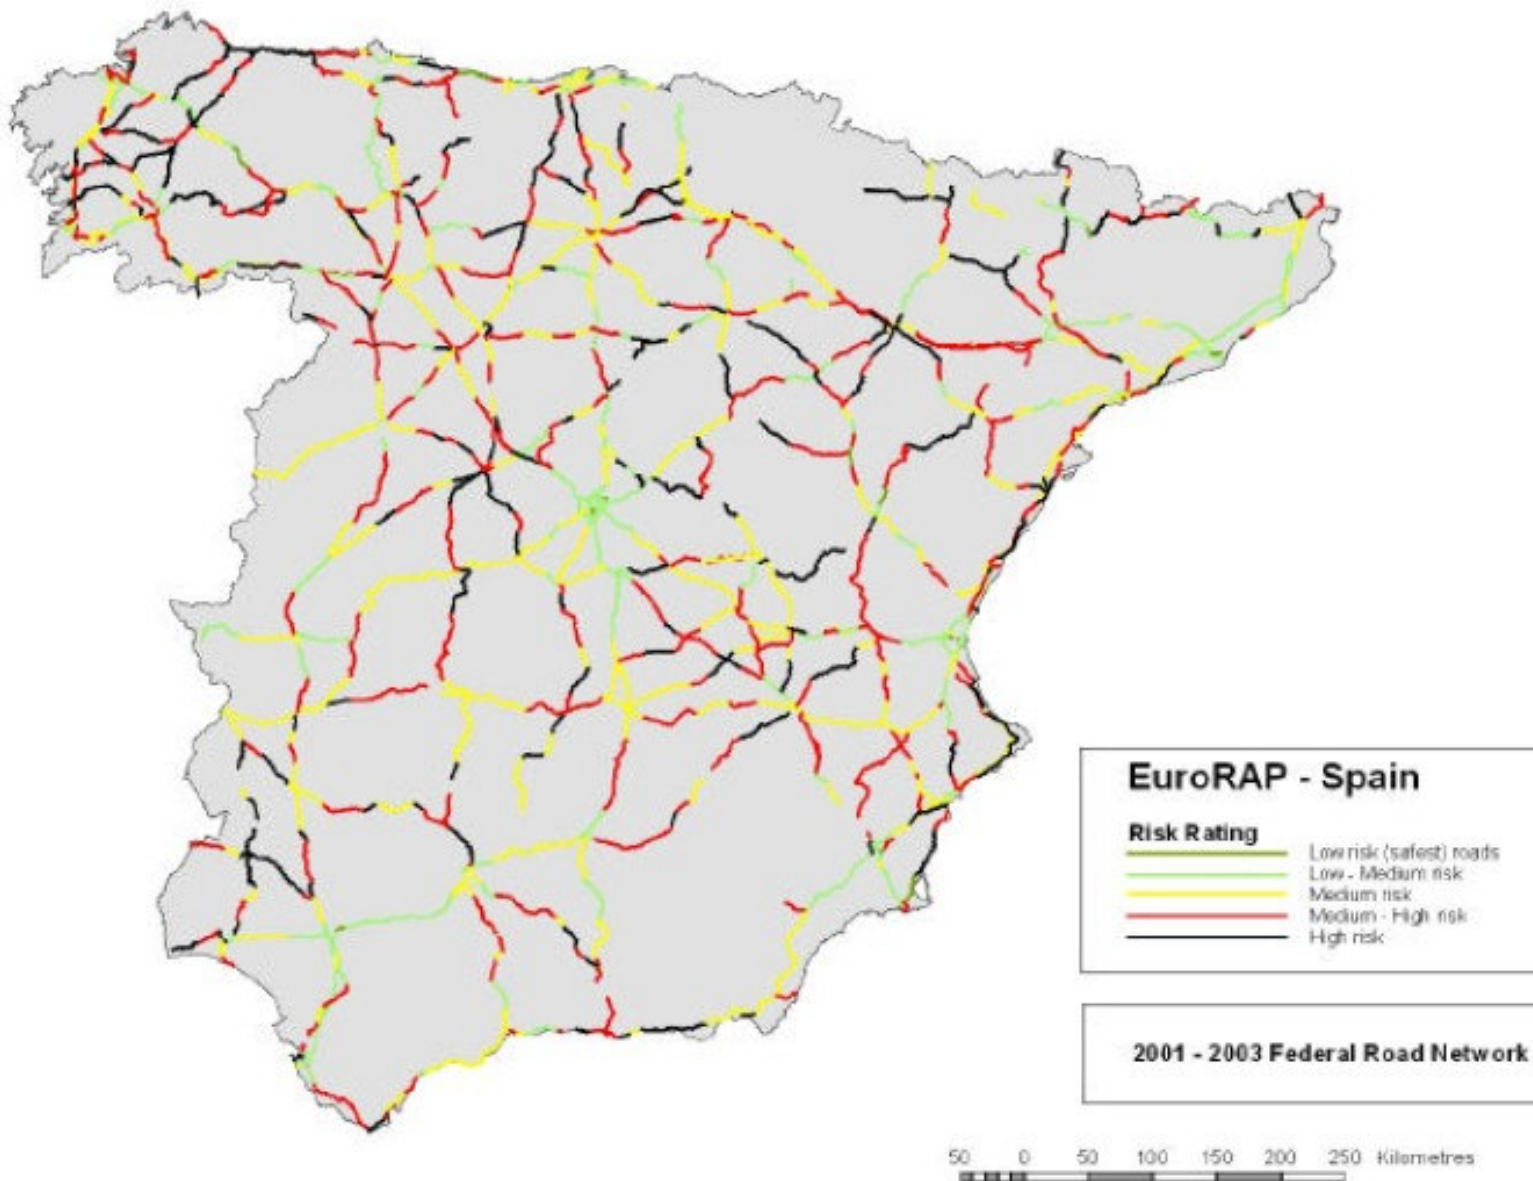 EuroRAP - Spain
Risk Rating
Low risk (safest) roads
Low - Medium risk
Medium risk
Medium - High risk
High risk
2001 - 2003 Federal Road Network
50 0 50 100 150 200 250 Kilometres